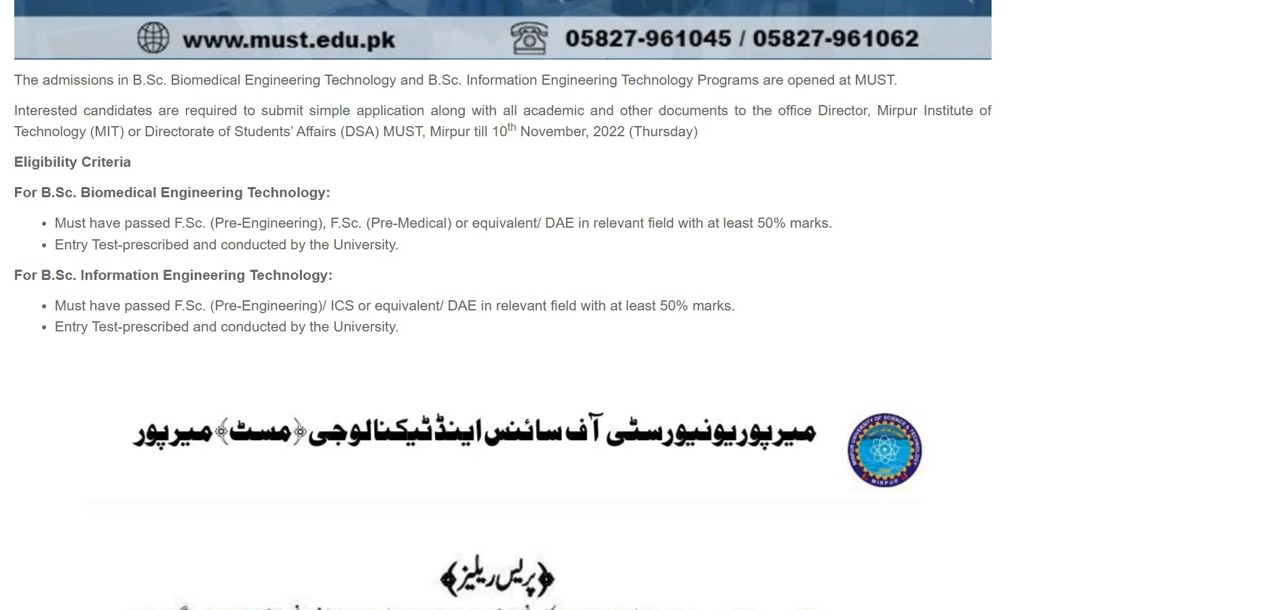 www.must.edu.pk 05827-961045 / 05827-961062
The admissions in B.Sc. Biomedical Engineering Technology and B.Sc. Information Engineering Technology Programs are opened at MUST.
Interested candidates are required to submit simple application along with all academic and other documents to the office Director, Mirpur Institute of
Technology (MIT) or Directorate of Students’ Affairs (DSA) MUST, Mirpur till 10th November, 2022 (Thursday)
Eligibility Criteria
For B.Sc. Biomedical Engineering Technology:
• Must have passed F.Sc. (Pre-Engineering), F.Sc. (Pre-Medical) or equivalent/ DAE in relevant field with at least 50% marks.
• Entry Test-prescribed and conducted by the University.
For B.Sc. Information Engineering Technology:
• Must have passed F.Sc. (Pre-Engineering)/ ICS or equivalent/ DAE in relevant field with at least 50% marks.
• Entry Test-prescribed and conducted by the University.
میرپور یونیورسٹی آف سائنس اینڈ ٹیکنالوجی ﴿مسٹ﴾ میرپور
MIRPUR UNIVERSITY OF SCIENCE & TECHNOLOGY
MIRPUR
﴿پریس ریلیز﴾